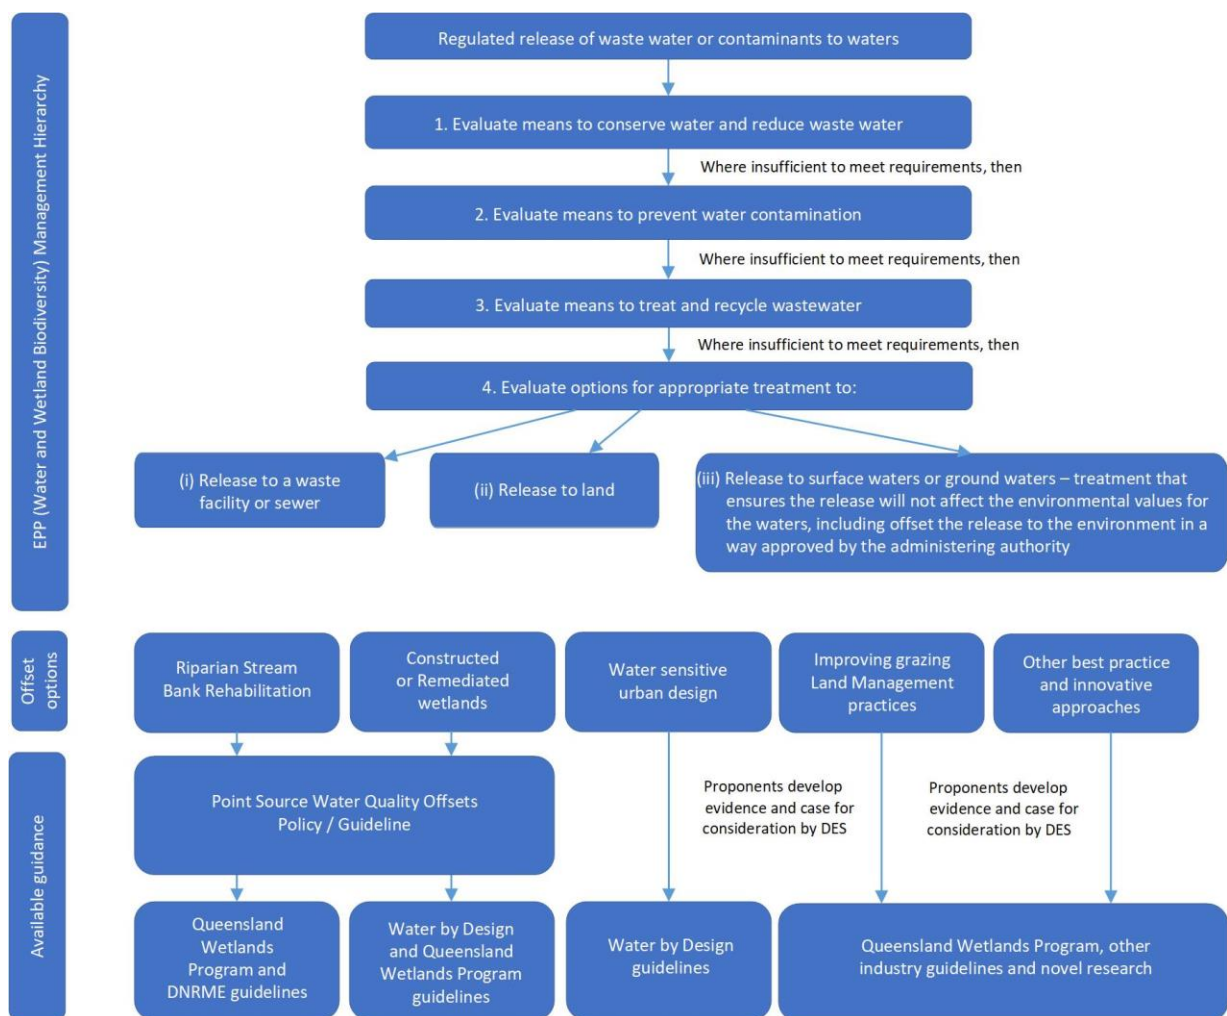 EPP (Water and Wetland Biodiversity) Management Hierarchy
Regulated release of waste water or contaminants to waters
1. Evaluate means to conserve water and reduce waste water
Where insufficient to meet requirements, then
2. Evaluate means to prevent water contamination
Where insufficient to meet requirements, then
3. Evaluate means to treat and recycle wastewater
Where insufficient to meet requirements, then
4. Evaluate options for appropriate treatment to:
(i) Release to a waste
facility or sewer
(ii) Release to land
(iii) Release to surface waters or ground waters – treatment that
ensures the release will not affect the environmental values for
the waters, including offset the release to the environment in a
way approved by the administering authority
Offset
options
Riparian Stream
Bank Rehabilitation
Constructed
or Remediated
wetlands
Water sensitive
urban design
Improving grazing
Land Management
practices
Other best practice
and innovative
approaches
Available guidance
Point Source Water Quality Offsets
Policy / Guideline
Proponents develop
evidence and case for
consideration by DES
Proponents develop
evidence and case for
consideration by DES
Queensland
Wetlands
Program and
DNRME guidelines
Water by Design
and Queensland
Wetlands Program
guidelines
Water by Design
guidelines
Queensland Wetlands Program, other
industry guidelines and novel research